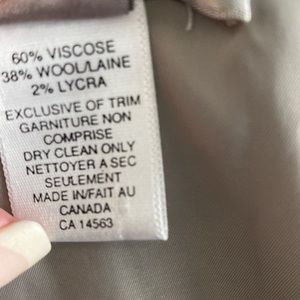 60% VISCOSE
38% WOOL/LAINE
2% LYCRA
EXCLUSIVE OF TRIM
GARNITURE NON
COMPRISE
DRY CLEAN ONLY
NETTOYER A SEC
SEULEMENT
MADE IN/FAIT AU
CANADA
CA 14563